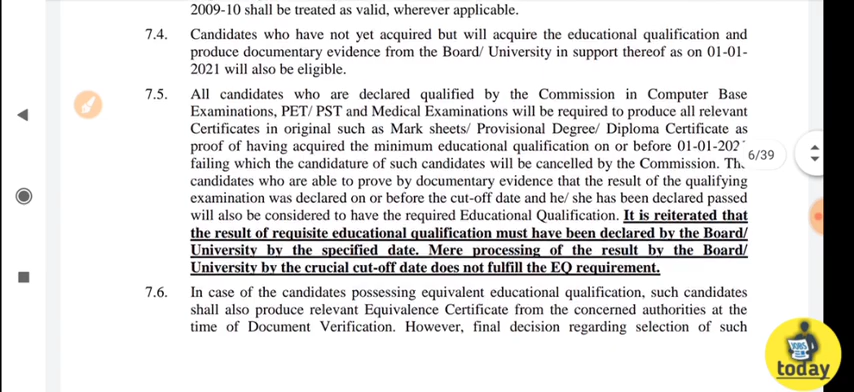 2009-10 shall be treated as valid, wherever applicable.
7.4. Candidates who have not yet acquired but will acquire the educational qualification and
produce documentary evidence from the Board/ University in support thereof as on 01-01-
2021 will also be eligible.
7.5. All candidates who are declared qualified by the Commission in Computer Base
Examinations, PET/ PST and Medical Examinations will be required to produce all relevant
Certificates in original such as Mark sheets/ Provisional Degree/ Diploma Certificate as
proof of having acquired the minimum educational qualification on or before 01-01-202
6/39
failing which the candidature of such candidates will be cancelled by the Commission.
candidates who are able to prove by documentary evidence that the result of the qualifying
examination was declared on or before the cut-off date and he/ she has been declared passed
will also be considered to have the required Educational Qualification. It is reiterated that
the result of requisite educational qualification must have been declared by the Board/
University by the specified date. Mere processing of the result by the Board/
University by the crucial cut-off date does not fulfill the EQ requirement.
7.6. In case of the candidates possessing equivalent educational qualification, such candidates
shall also produce relevant Equivalence Certificate from the concerned authorities at the
time of Document Verification. However, final decision regarding selection of such
JOBS
today